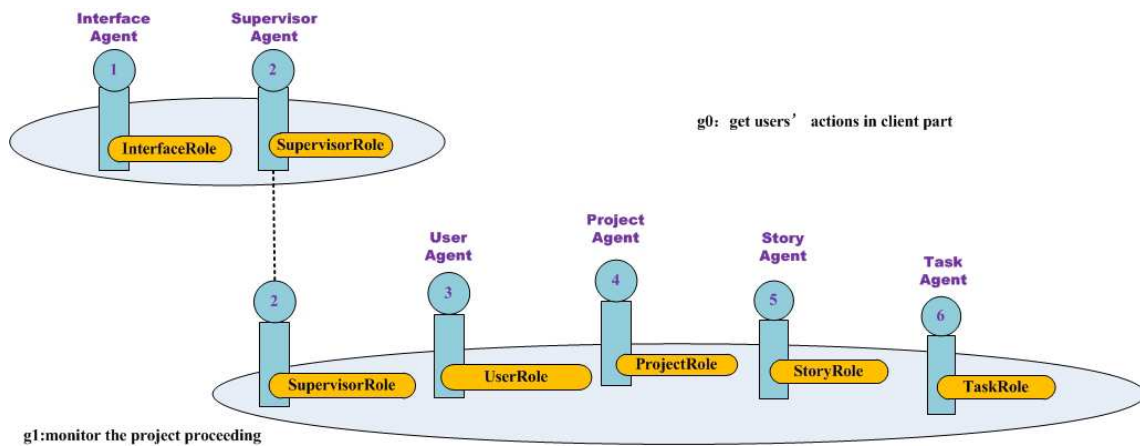 Interface
Agent
Supervisor
Agent
1
2
InterfaceRole
SupervisorRole
g0: get users’ actions in client part
User
Agent
Project
Agent
Story
Agent
Task
Agent
2
3
4
5
6
SupervisorRole
UserRole
ProjectRole
StoryRole
TaskRole
g1:monitor the project proceeding